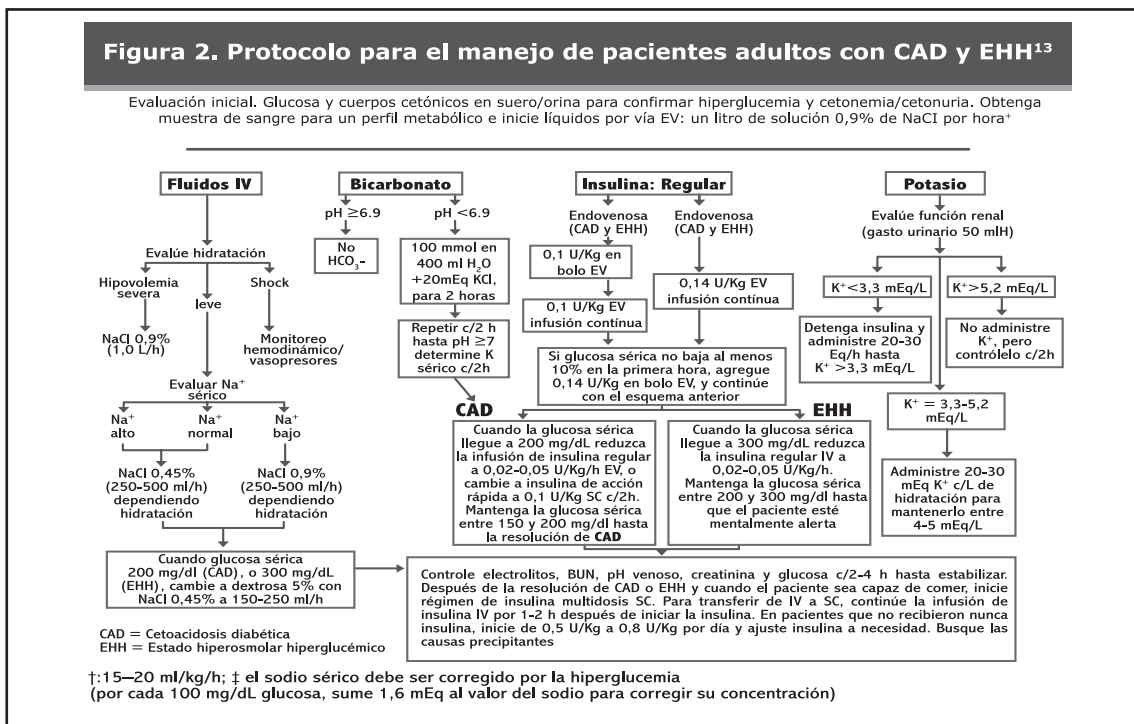 Figura 2. Protocolo para el manejo de pacientes adultos con CAD y EHH¹³
Evaluación inicial. Glucosa y cuerpos cetónicos en suero/orina para confirmar hiperglucemia y cetonemia/cetonuria. Obtenga
muestra de sangre para un perfil metabólico e inicie líquidos por vía EV: un litro de solución 0,9% de NaCl por hora⁺
Fluidos IV
Evalúe hidratación
Hipovolemia
severa
leve
Shock
NaCl 0,9%
(1,0 L/h)
Monitoreo
hemodinámico/
vasopresores
Evaluar Na⁺
sérico
Na⁺
alto
Na⁺
normal
Na⁺
bajo
NaCl 0,45%
(250-500 ml/h)
dependiendo
hidratación
NaCl 0.9%
(250-500 ml/h)
dependiendo
hidratación
Cuando glucosa sérica
200 mg/dl (CAD), o 300 mg/dL
(EHH), cambie a dextrosa 5% con
NaCl 0,45% a 150-250 ml/h
Bicarbonato
pH ≥6.9
No
HCO₃-
pH <6.9
100 mmol en
400 ml H₂O
+20mEq KCl,
para 2 horas
Repetir c/2 h
hasta pH ≥7
determine K
sérico c/2h
Insulina: Regular
Endovenosa
(CAD y EHH)
0,1 U/Kg en
bolo EV
0,1 U/Kg EV
infusión contínua
Endovenosa
(CAD y EHH)
0,14 U/Kg EV
infusión contínua
Si glucosa sérica no baja al menos
10% en la primera hora, agregue
0,14 U/Kg en bolo EV, y continúe
con el esquema anterior
CAD
Cuando la glucosa sérica
llegue a 200 mg/dL reduzca
la infusión de insulina regular
a 0,02-0,05 U/Kg/h EV, o
cambie a insulina de acción
rápida a 0,1 U/Kg SC c/2h.
Mantenga la glucosa sérica
entre 150 y 200 mg/dl hasta
la resolución de CAD
EHH
Cuando la glucosa sérica
llegue a 300 mg/dL reduzca
la insulina regular IV a
0,02-0,05 U/Kg/h.
Mantenga la glucosa sérica
entre 200 y 300 mg/dl hasta
que el paciente esté
mentalmente alerta
Potasio
Evalúe función renal
(gasto urinario 50 mlH)
K⁺<3,3 mEq/L
Detenga insulina y
administre 20-30
Eq/h hasta
K⁺ >3,3 mEq/L
K⁺>5,2 mEq/L
No administre
K⁺, pero
contrólelo c/2h
K⁺ = 3,3-5,2
mEq/L
Administre 20-30
mEq K⁺ c/L de
hidratación para
mantenerlo entre
4-5 mEq/L
Controle electrolitos, BUN, pH venoso, creatinina y glucosa c/2-4 h hasta estabilizar.
Después de la resolución de CAD o EHH y cuando el paciente sea capaz de comer, inicie
régimen de insulina multidosis SC. Para transferir de IV a SC, continúe la infusión de
insulina IV por 1-2 h después de iniciar la insulina. En pacientes que no recibieron nunca
insulina, inicie de 0,5 U/Kg a 0,8 U/Kg por día y ajuste insulina a necesidad. Busque las
causas precipitantes
CAD = Cetoacidosis diabética
EHH = Estado hiperosmolar hiperglucémico
†:15—20 ml/kg/h; ‡ el sodio sérico debe ser corregido por la hiperglucemia
(por cada 100 mg/dL glucosa, sume 1,6 mEq al valor del sodio para corregir su concentración)